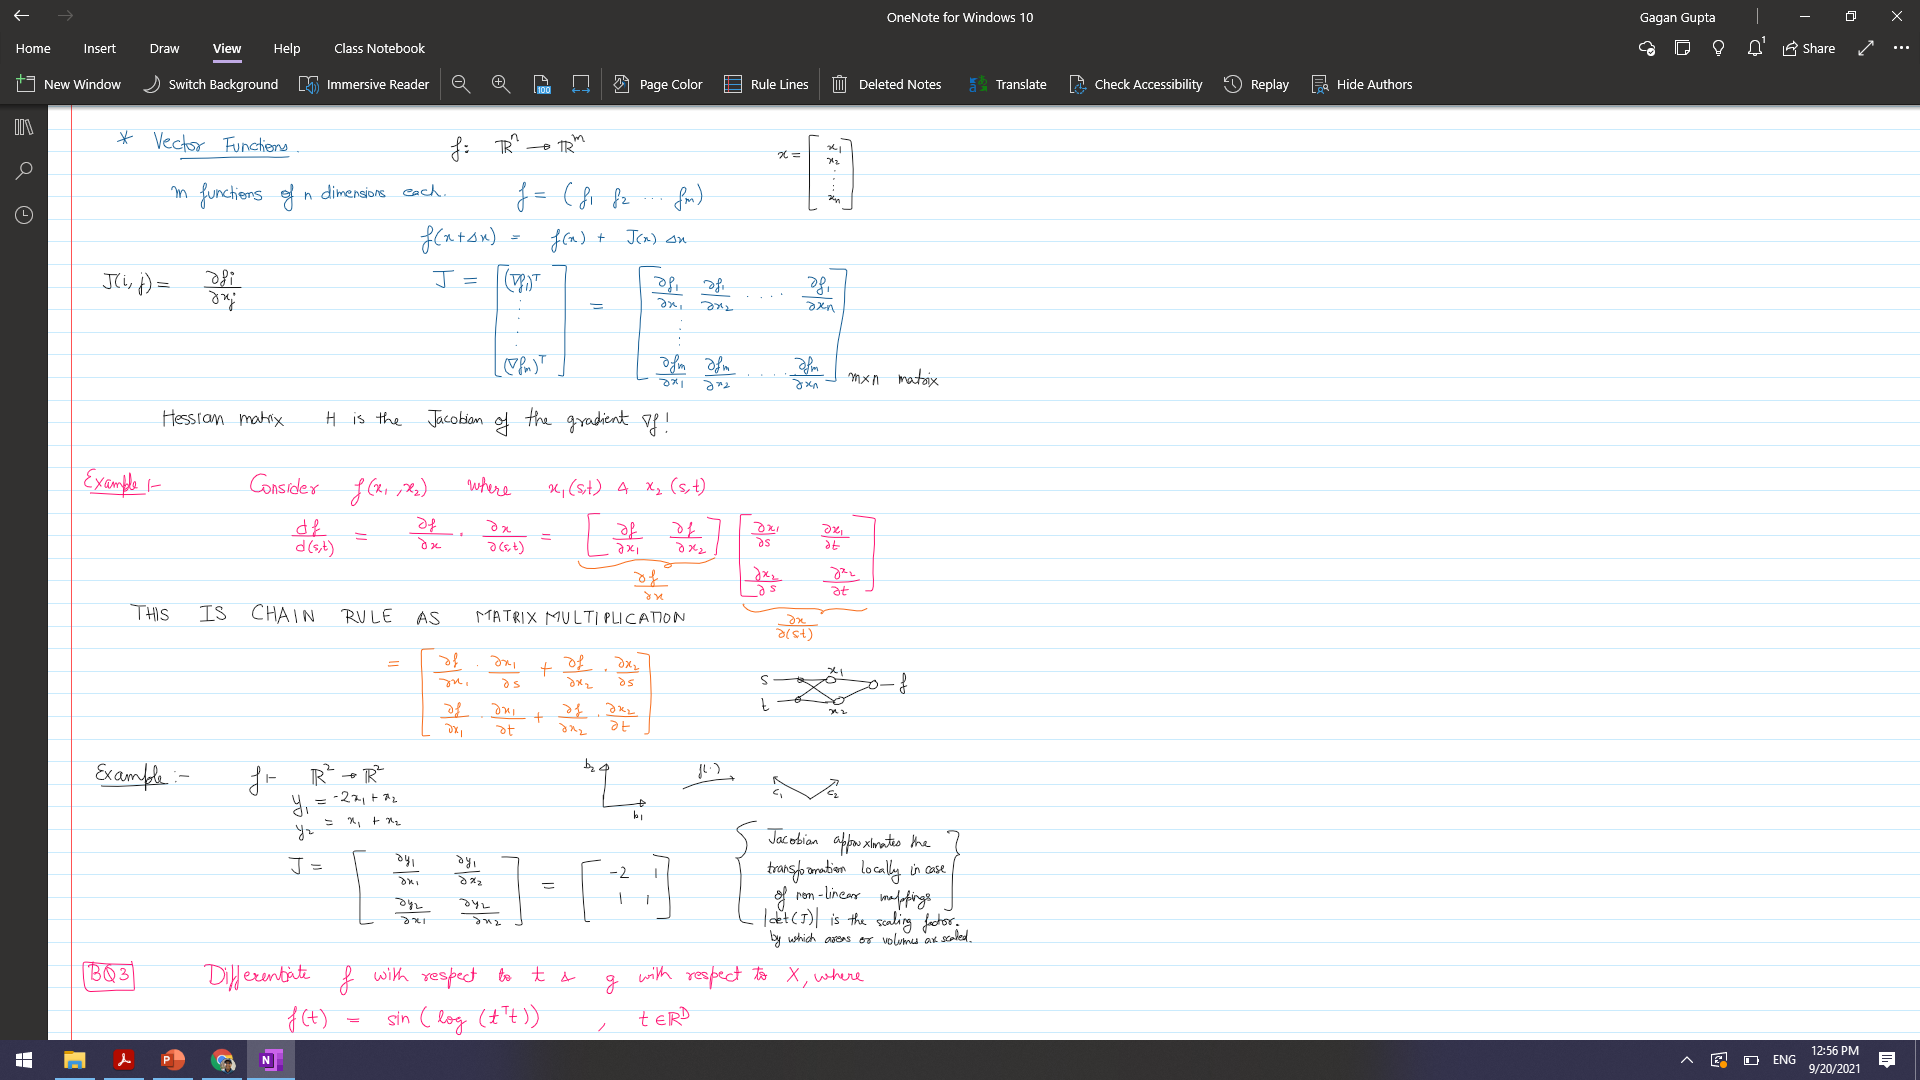 OneNote for Windows 10
Gagan Gupta
Home Insert Draw View Help Class Notebook
1 Share
New Window Switch Background Immersive Reader 100 Page Color Rule Lines Deleted Notes Translate Check Accessibility Replay Hide Authors
* Vector Functions. f: ℝⁿ → ℝᵐ x = [x₁ x₂ ⋮ xₙ]
m functions of n dimensions each. f = (f₁ f₂ ... fₘ)
f(x+Δx) = f(x) + J(x) Δx
J(i,j) = ∂fi/∂xj J = [(∇f₁)ᵀ ⋮ (∇fₘ)ᵀ] = [∂f₁/∂x₁ ∂f₁/∂x₂ .... ∂f₁/∂xₙ ⋮ ∂fₘ/∂x₁ ∂fₘ/∂x₂ .... ∂fₘ/∂xₙ] m×n matrix
Hessian matrix H is the Jacobian of the gradient ∇f!
Example :- Consider f(x₁,x₂) where x₁(s,t) & x₂(s,t)
df/d(s,t) = ∂f/∂x · ∂x/∂(s,t) = [∂f/∂x₁ ∂f/∂x₂] [∂x₁/∂s ∂x₁/∂t ∂x₂/∂s ∂x₂/∂t]
∂f/∂x
THIS IS CHAIN RULE AS MATRIX MULTIPLICATION
∂x/∂(st)
= [∂f/∂x₁ · ∂x₁/∂s + ∂f/∂x₂ · ∂x₂/∂s
∂f/∂x₁ · ∂x₁/∂t + ∂f/∂x₂ · ∂x₂/∂t]
s t x₁ x₂ f
Example :- f :- ℝ² → ℝ² b₂ b₁ f(·) c₁ c₂
y₁ = -2x₁ + x₂
y₂ = x₁ + x₂
J = [∂y₁/∂x₁ ∂y₁/∂x₂ ∂y₂/∂x₁ ∂y₂/∂x₂] = [-2 1 1 1]
Jacobian approximates the
transformation locally in case
of non-linear mappings
|det(J)| is the scaling factor.
by which areas or volumes are scaled.
BQ3 Differentiate f with respect to t & g with respect to X, where
f(t) = sin(log(tᵀt)) , t ∈ ℝᴰ
ENG 12:56 PM
9/20/2021